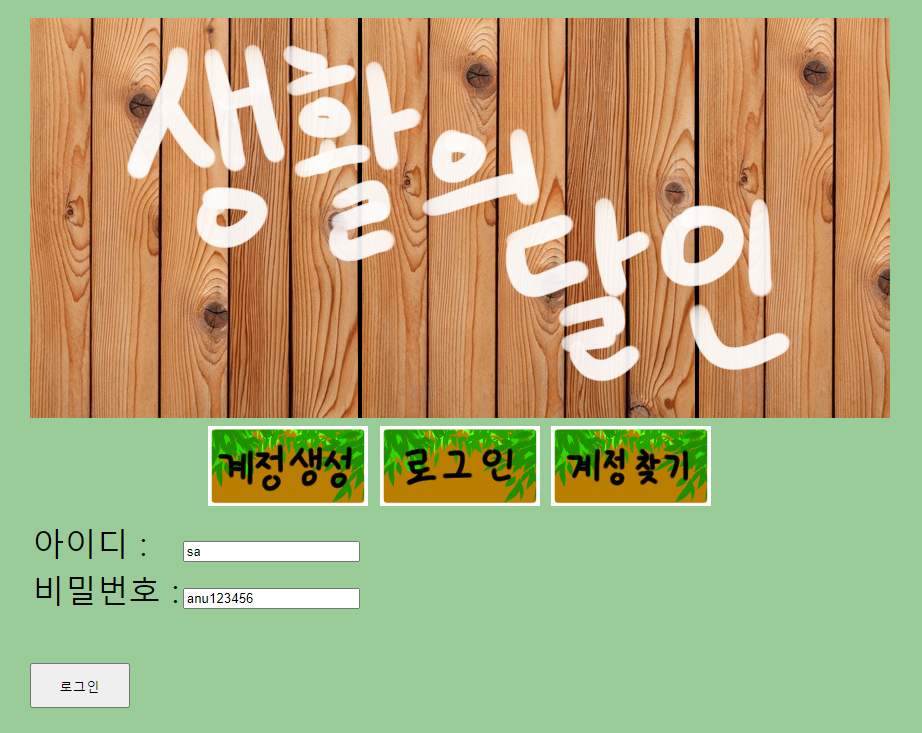 생활의
달인
계정생성 로그인 계정찾기
아이디 : sa
비밀번호 : anu123456
로그인